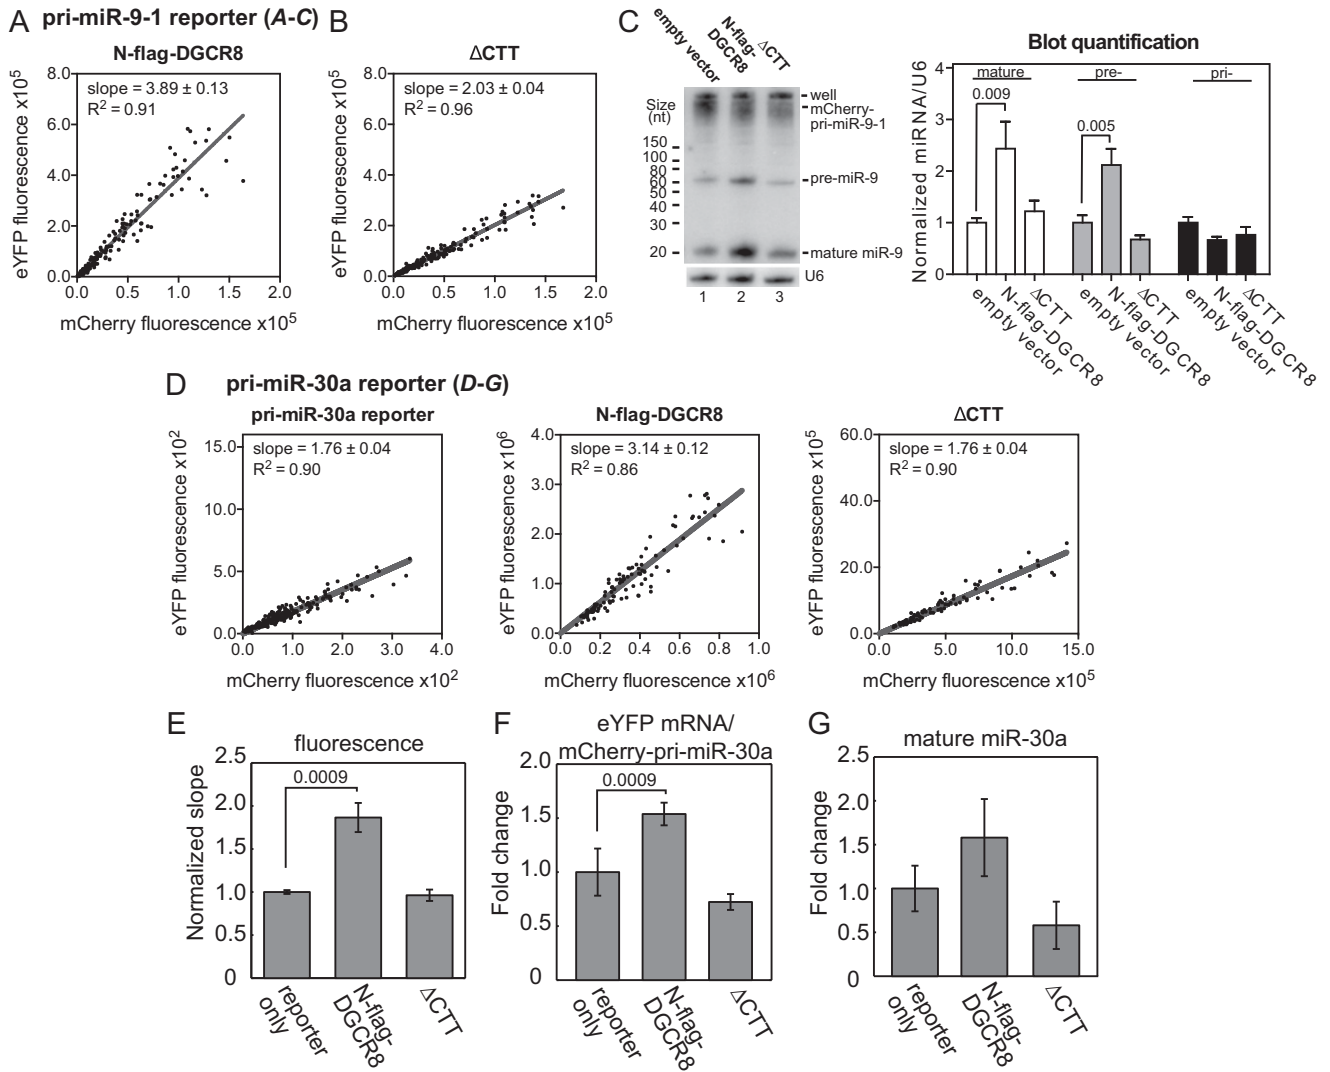 A pri-miR-9-1 reporter (A-C)
N-flag-DGCR8
eYFP fluorescence x10⁵
8.0
6.0
4.0
2.0
0.0
slope = 3.89 ± 0.13
R² = 0.91
0.0 0.5 1.0 1.5 2.0
mCherry fluorescence x10⁵
B
ΔCTT
eYFP fluorescence x10⁵
8.0
6.0
4.0
2.0
0.0
slope = 2.03 ± 0.04
R² = 0.96
0.0 0.5 1.0 1.5 2.0
mCherry fluorescence x10⁵
C
empty vector
N-flag-
DGCR8
ΔCTT
Size
(nt)
150
100
80
60
50
40
30
20
well
mCherry-
pri-miR-9-1
pre-miR-9
mature miR-9
U6
1 2 3
Blot quantification
Normalized miRNA/U6
4
3
2
1
0
mature pre- pri-
0.009
0.005
empty vector
N-flag-DGCR8
ΔCTT
empty vector
N-flag-DGCR8
ΔCTT
empty vector
N-flag-DGCR8
ΔCTT
D pri-miR-30a reporter (D-G)
pri-miR-30a reporter
eYFP fluorescence x10²
15.0
10.0
5.0
0.0
slope = 1.76 ± 0.04
R² = 0.90
0.0 1.0 2.0 3.0 4.0
mCherry fluorescence x10²
N-flag-DGCR8
eYFP fluorescence x10⁶
4.0
3.0
2.0
1.0
0.0
slope = 3.14 ± 0.12
R² = 0.86
0.0 0.2 0.4 0.6 0.8 1.0
mCherry fluorescence x10⁶
ΔCTT
eYFP fluorescence x10⁵
60.0
40.0
20.0
0.0
slope = 1.76 ± 0.04
R² = 0.90
0.0 5.0 10.0 15.0
mCherry fluorescence x10⁵
E
fluorescence
Normalized slope
2.5
2.0
1.5
1.0
0.5
0
0.0009
reporter
only
N-flag-
DGCR8
ΔCTT
F
eYFP mRNA/
mCherry-pri-miR-30a
Fold change
2.0
1.5
1.0
0.5
0
0.0009
reporter
only
N-flag-
DGCR8
ΔCTT
G
mature miR-30a
Fold change
2.5
2.0
1.5
1.0
0.5
0
reporter
only
N-flag-
DGCR8
ΔCTT